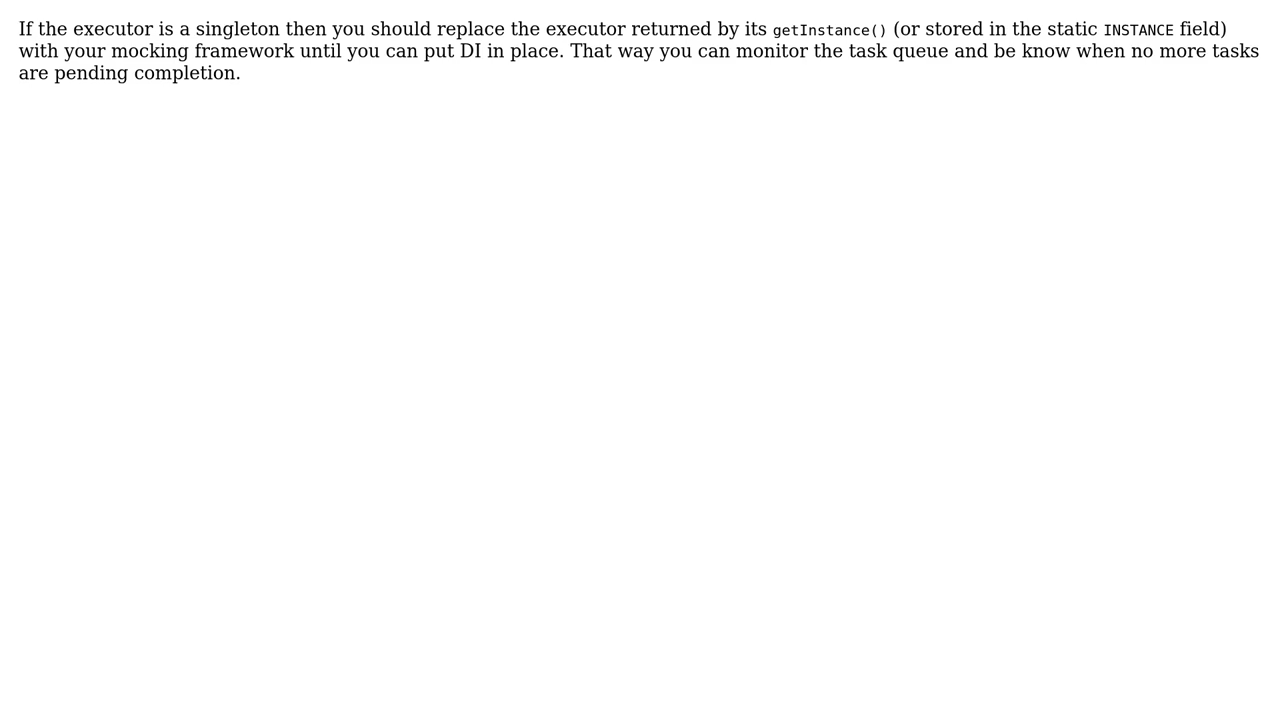 If the executor is a singleton then you should replace the executor returned by its getInstance() (or stored in the static INSTANCE field)
with your mocking framework until you can put DI in place. That way you can monitor the task queue and be know when no more tasks
are pending completion.